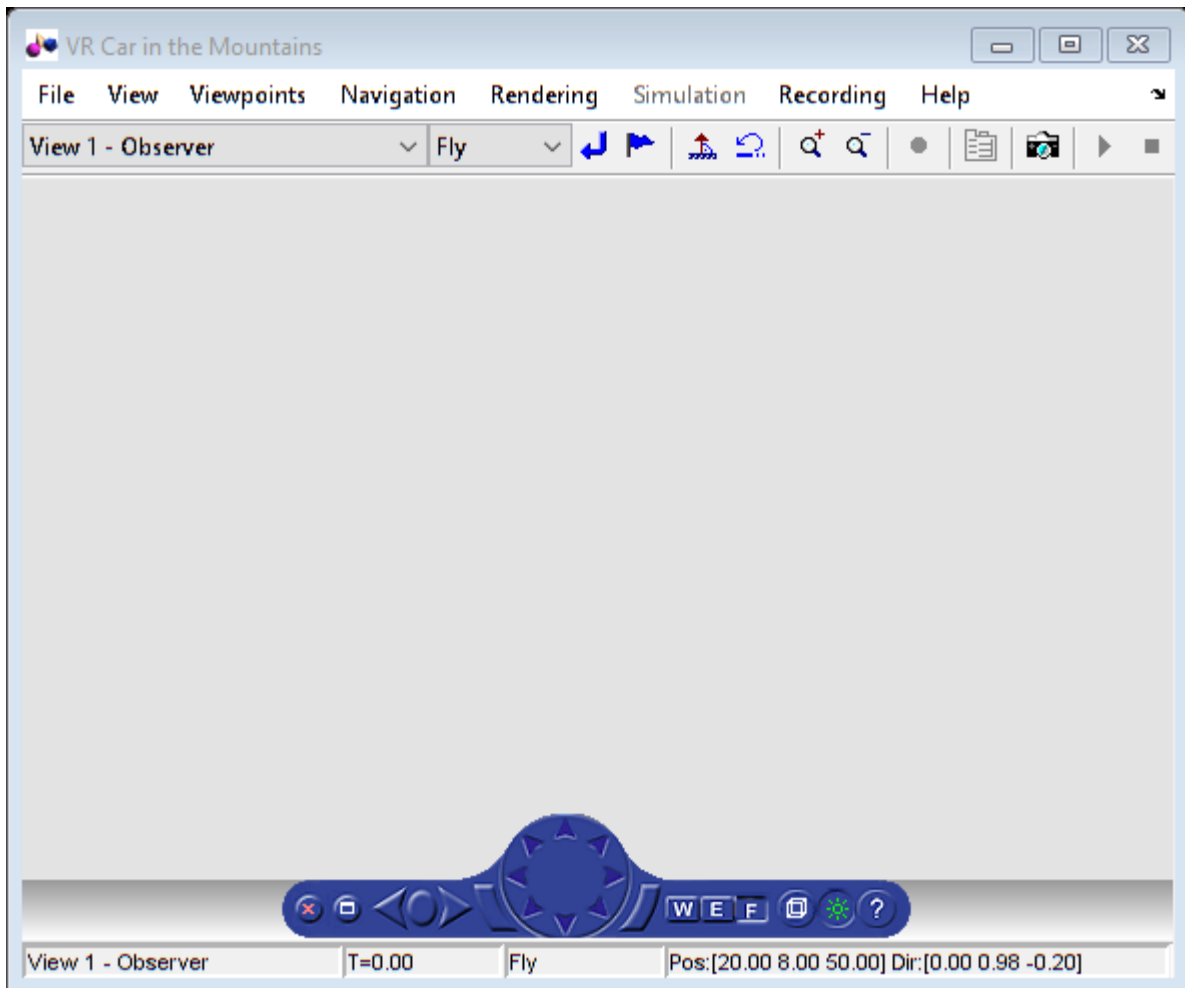 VR Car in the Mountains
File View Viewpoints Navigation Rendering Simulation Recording Help
View 1 - Observer Fly
W E F ?
View 1 - Observer T=0.00 Fly Pos:[20.00 8.00 50.00] Dir:[0.00 0.98 -0.20]